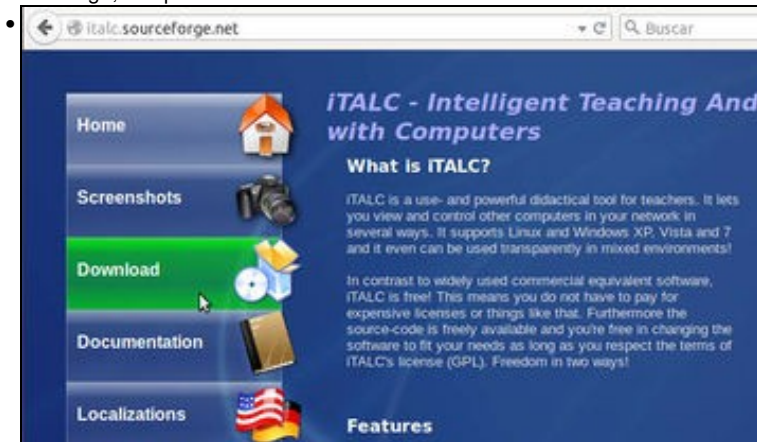 italc.sourceforge.net
Buscar
iTALC - Intelligent Teaching And
with Computers
Home
What is iTALC?
Screenshots
iTALC is a use- and powerful didactical tool for teachers. It lets
you view and control other computers in your network in
several ways. It supports Linux and Windows XP, Vista and 7
and it even can be used transparently in mixed environments!
Download
In contrast to widely used commercial equivalent software,
iTALC is free! This means you do not have to pay for
expensive licenses or things like that. Furthermore the
source-code is freely available and you're free in changing the
software to fit your needs as long as you respect the terms of
iTALC's license (GPL). Freedom in two ways!
Documentation
Localizations
Features